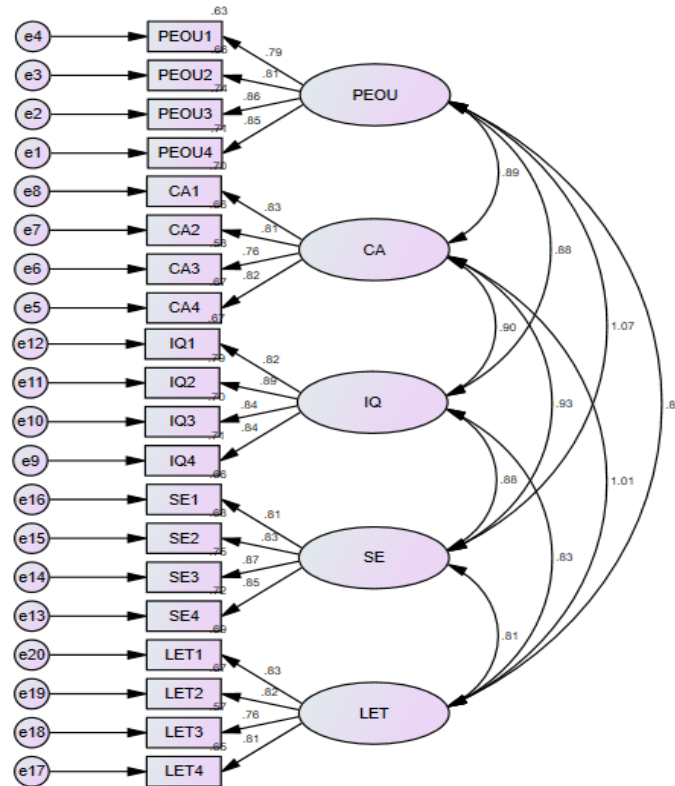 .63
e4 PEOU1
.79
e3 PEOU2
.81
.74
e2 PEOU3
.86
PEOU
.71
e1 PEOU4
.85
.70
e8 CA1
.83
.89
e7 CA2
.81
.58
e6 CA3
.76
CA
.88
.67
e5 CA4
.82
.67
e12 IQ1
.82
.90
1.07
.79
e11 IQ2
.89
.70
e10 IQ3
.84
IQ
.93
.71
e9 IQ4
.84
.66
e16 SE1
.81
.88
1.01
.68
e15 SE2
.83
.75
e14 SE3
.87
SE
.83
.72
e13 SE4
.85
.69
e20 LET1
.83
.81
.67
e19 LET2
.82
.57
e18 LET3
.76
LET
.65
e17 LET4
.81